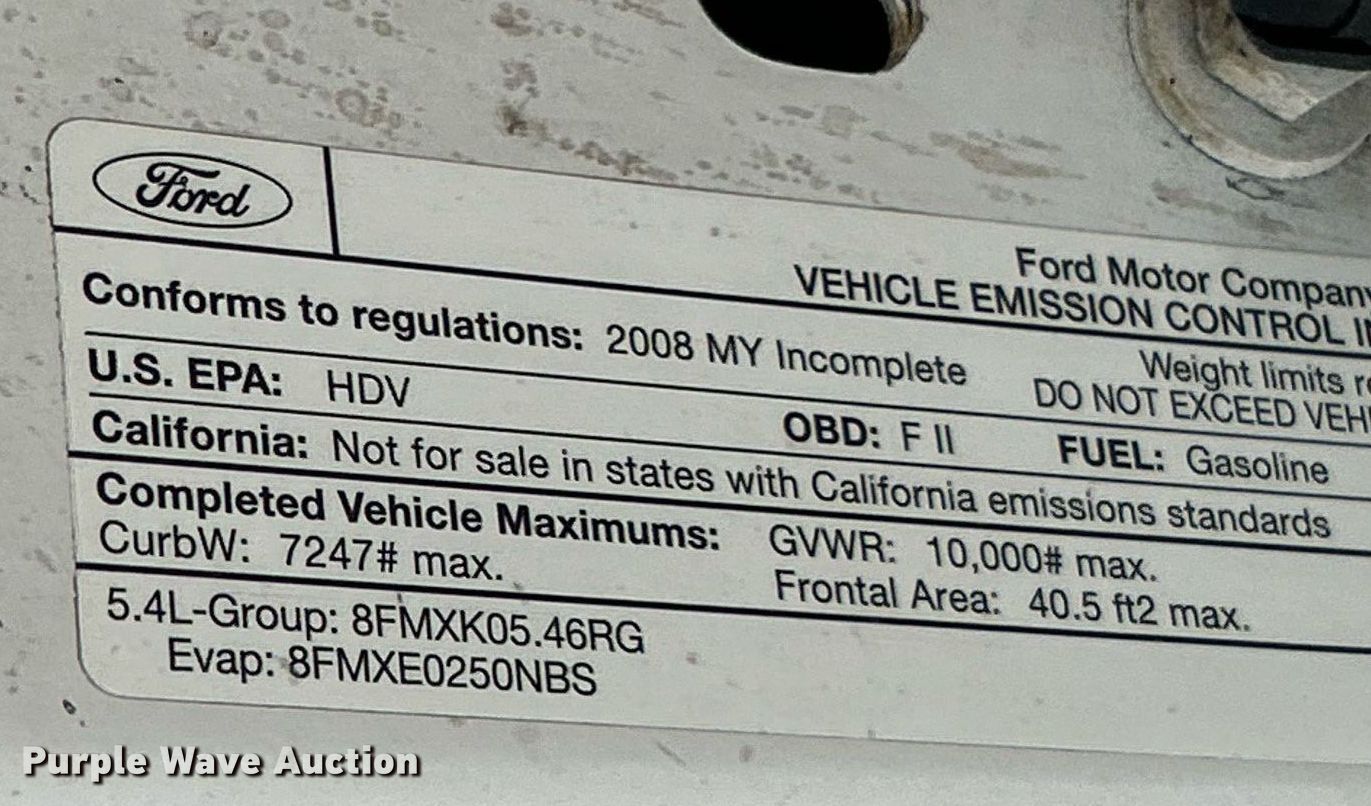 Ford
Ford Motor Company
VEHICLE EMISSION CONTROL
Conforms to regulations: 2008 MY Incomplete
Weight limits
DO NOT EXCEED
U.S. EPA: HDV
OBD: F II FUEL: Gasoline
California: Not for sale in states with California emissions standards
Completed Vehicle Maximums: GVWR: 10,000# max.
CurbW: 7247# max. Frontal Area: 40.5 ft2 max.
5.4L-Group: 8FMXK05.46RG
Evap: 8FMXE0250NBS
Purple Wave Auction